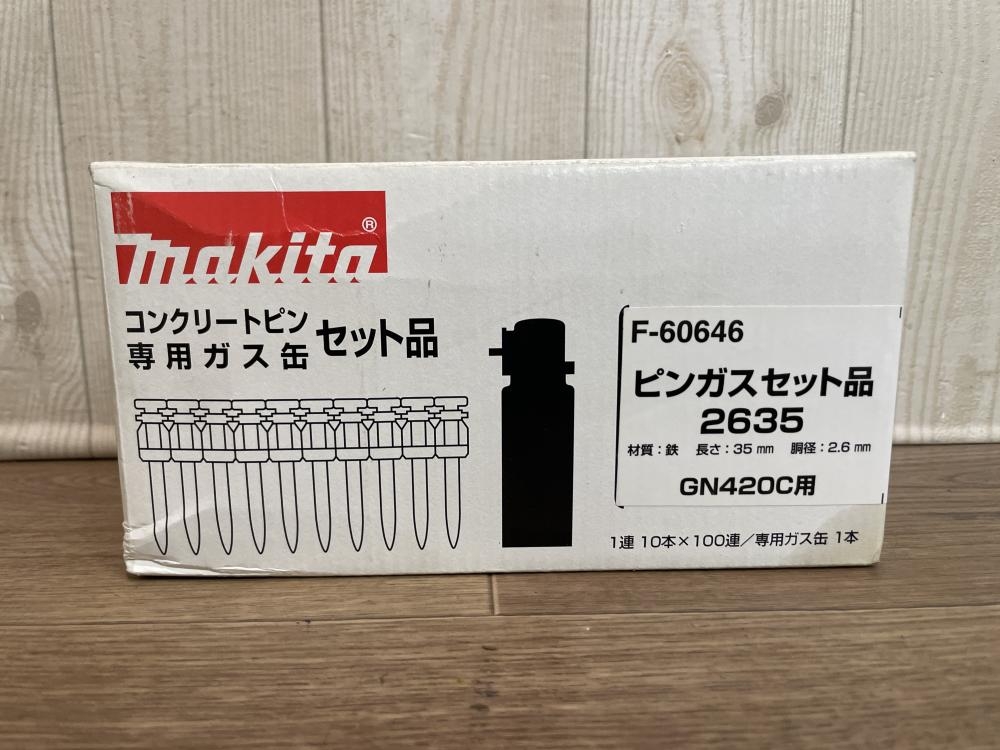 makita®
コンクリートピン
専用ガス缶
セット品
F-60646
ピンガスセット品
2635
材質：鉄 長さ：35mm 胴径：2.6mm
GN420C用
1連 10本×100連／専用ガス缶 1本